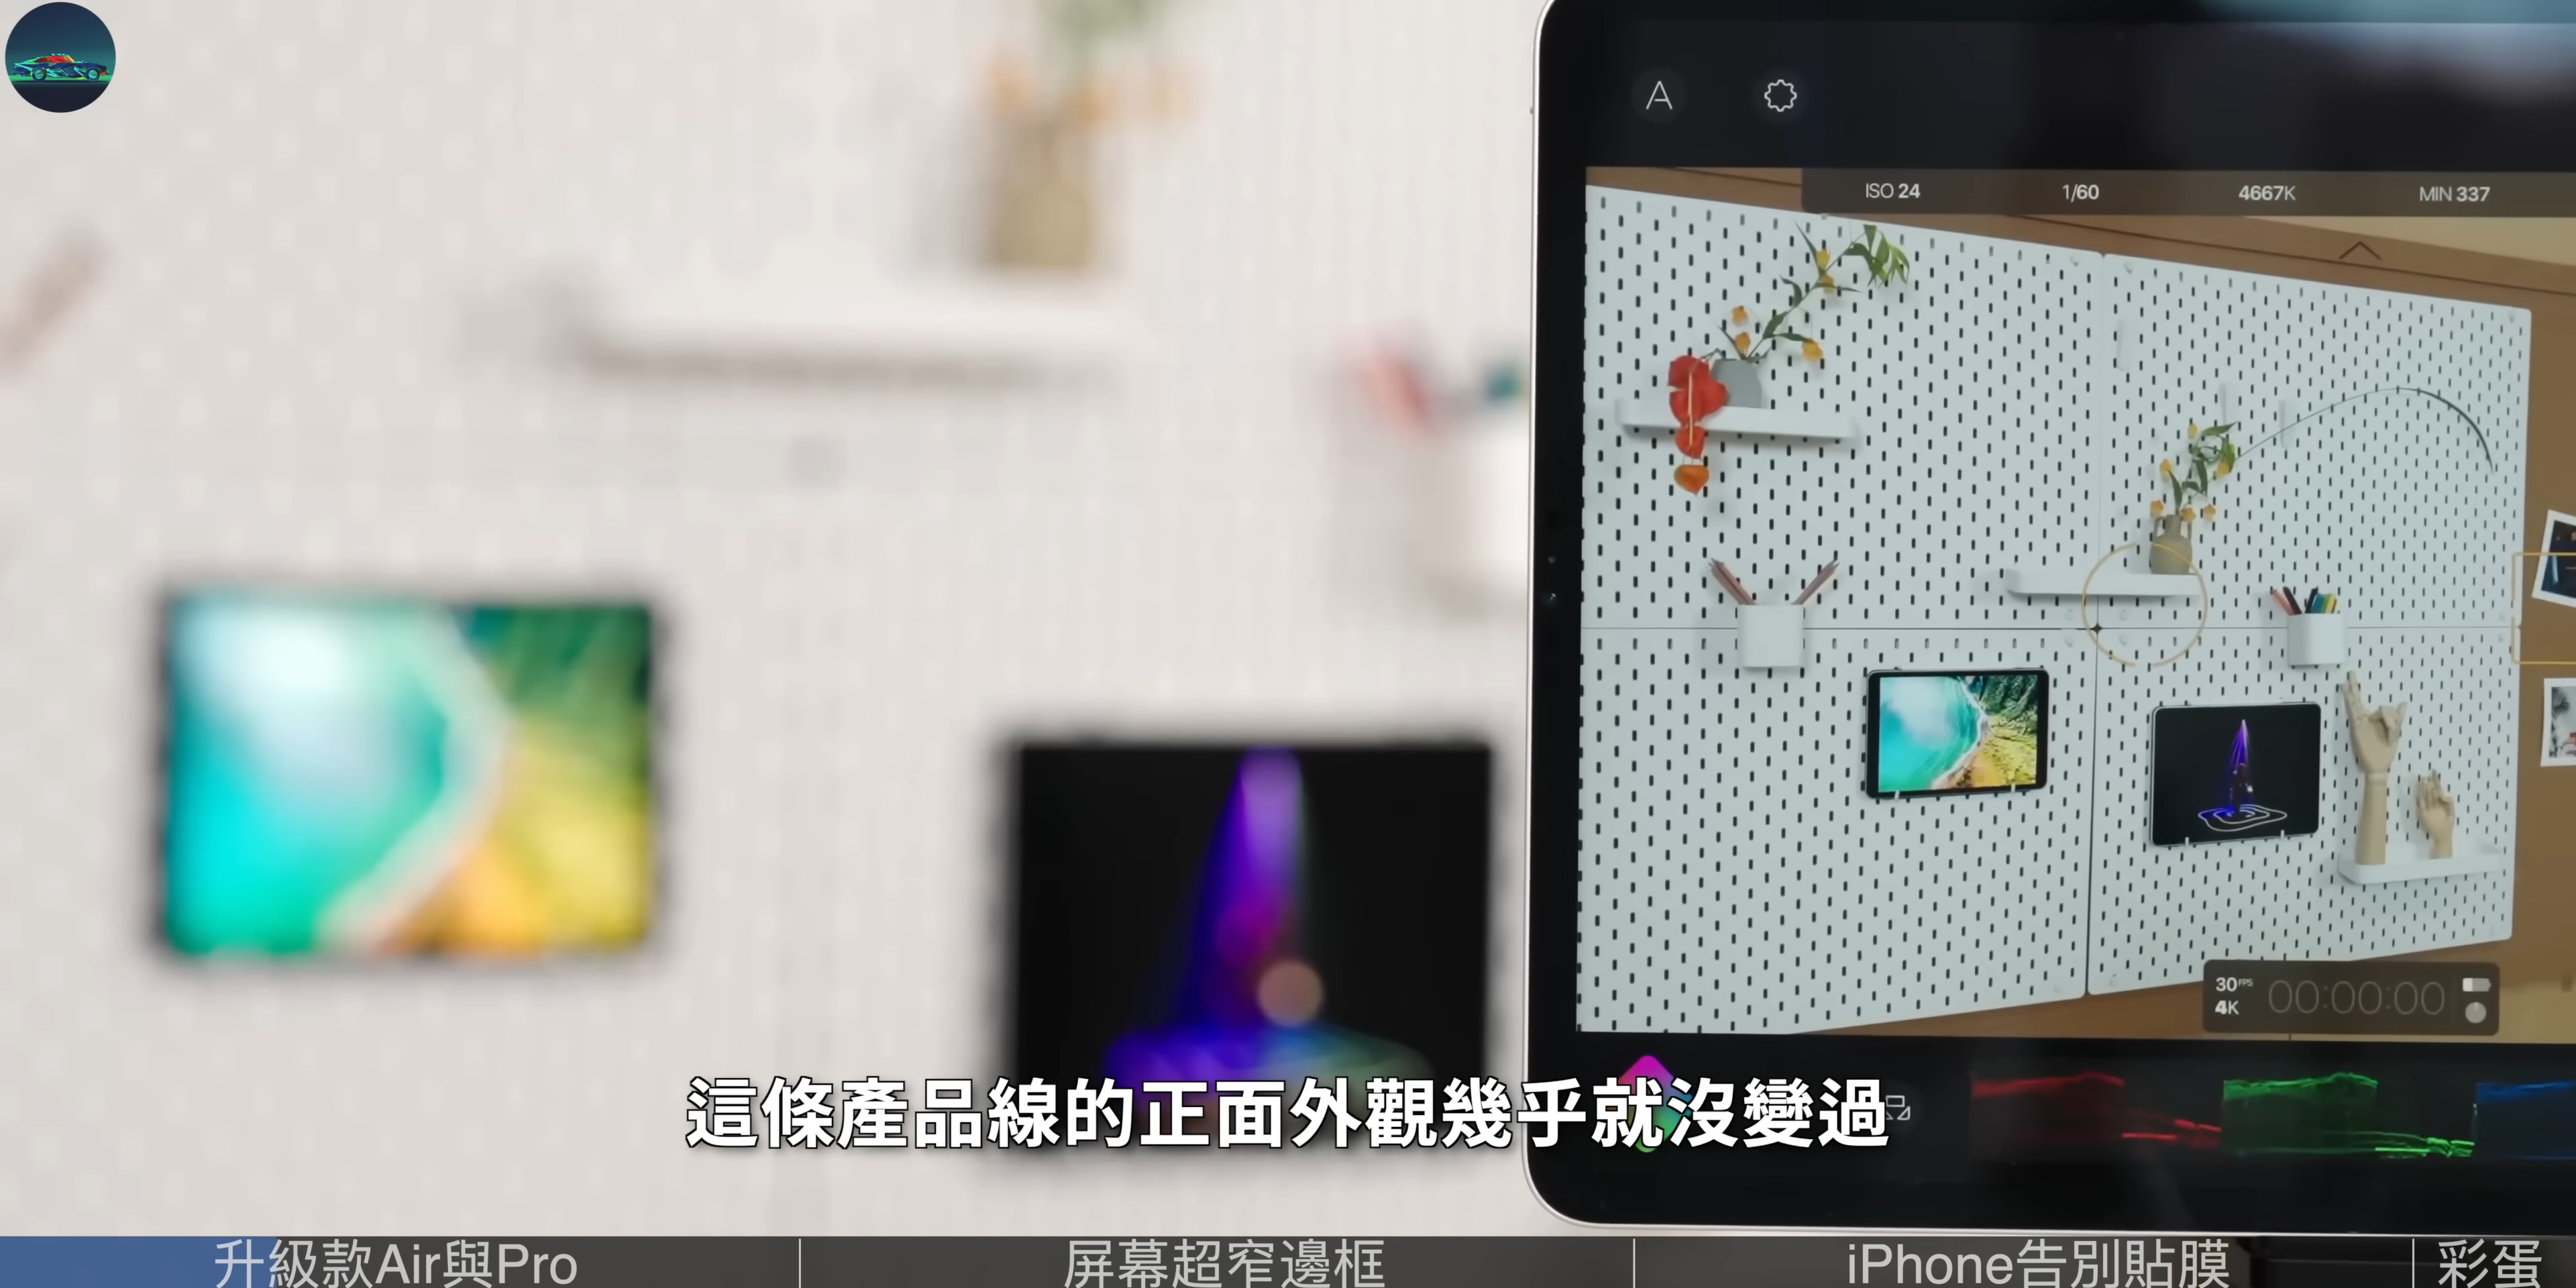 A
ISO 24
1/60
4667K
MIN 337
30FPS
4K
00:00:00
這條產品線的正面外觀幾乎就沒變過
升級款Air與Pro
屏幕超窄邊框
iPhone告別貼膜
彩蛋